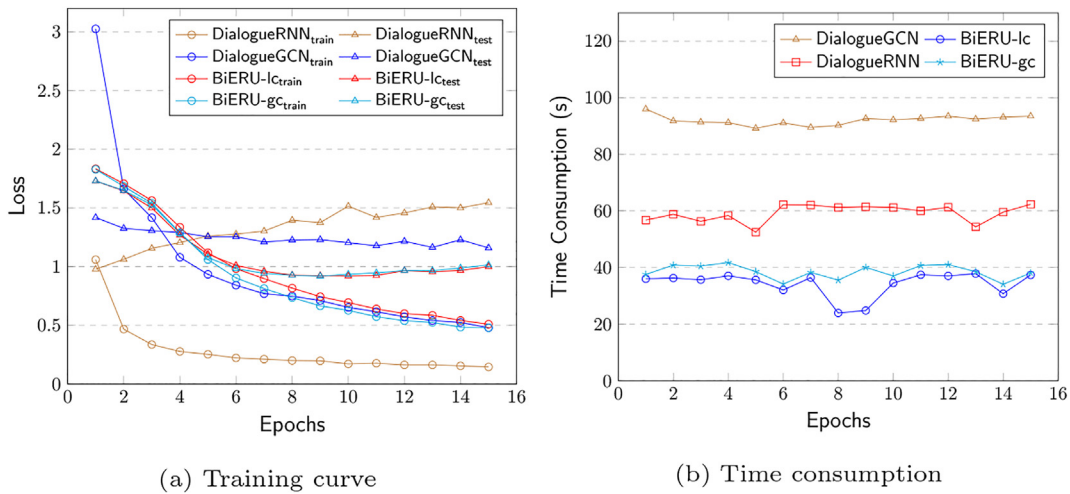 3
2.5
2
1.5
1
0.5
0
Loss
DialogueRNNtrain DialogueRNNtest
DialogueGCNtrain DialogueGCNtest
BiERU-lctrain BiERU-lctest
BiERU-gctrain BiERU-gctest
0 2 4 6 8 10 12 14 16
Epochs
(a) Training curve
120
100
80
60
40
20
0
Time Consumption (s)
DialogueGCN BiERU-lc
DialogueRNN BiERU-gc
0 2 4 6 8 10 12 14 16
Epochs
(b) Time consumption